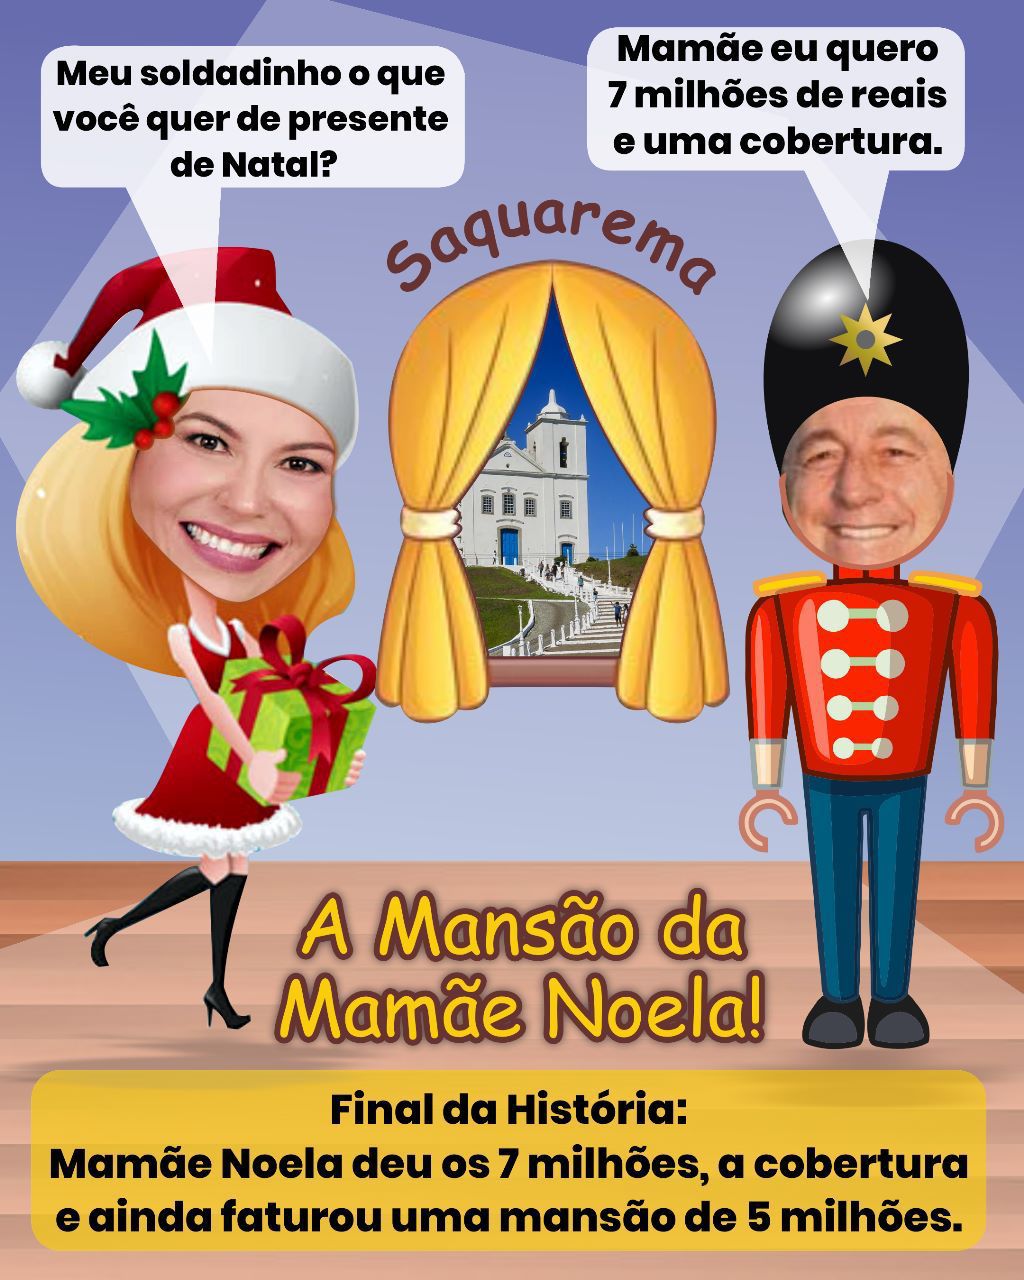 Meu soldadinho o que
você quer de presente
de Natal?
Mamãe eu quero
7 milhões de reais
e uma cobertura.
Saquarema
A Mansão da
Mamãe Noela!
Final da História:
Mamãe Noela deu os 7 milhões, a cobertura
e ainda faturou uma mansão de 5 milhões.